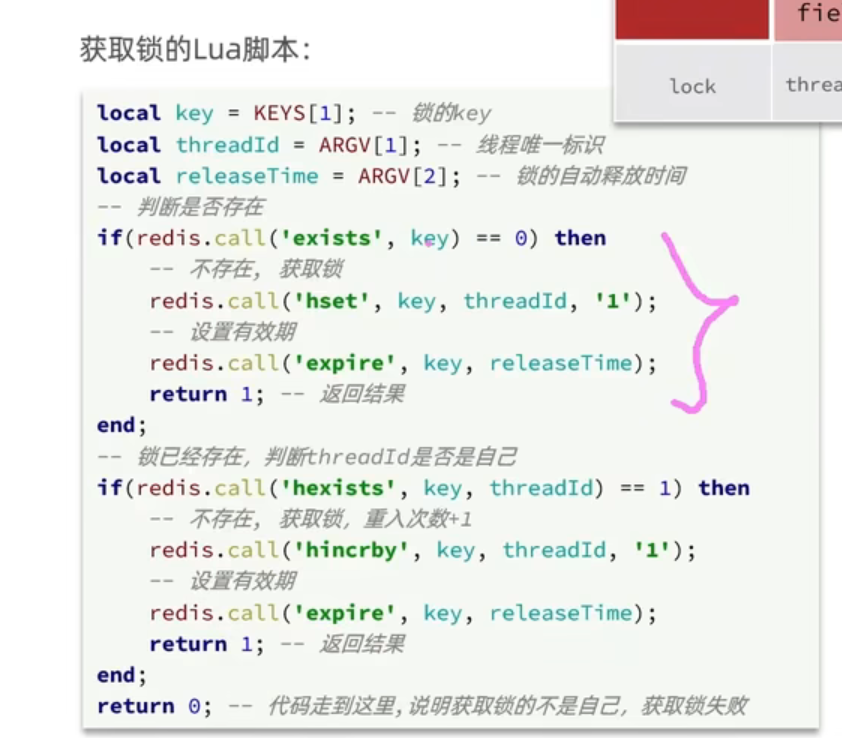 获取锁的Lua脚本：
lock
local key = KEYS[1]; -- 锁的key
local threadId = ARGV[1]; -- 线程唯一标识
local releaseTime = ARGV[2]; -- 锁的自动释放时间
-- 判断是否存在
if(redis.call('exists', key) == 0) then
    -- 不存在, 获取锁
    redis.call('hset', key, threadId, '1');
    -- 设置有效期
    redis.call('expire', key, releaseTime);
    return 1; -- 返回结果
end;
-- 锁已经存在，判断threadId是否是自己
if(redis.call('hexists', key, threadId) == 1) then
    -- 不存在, 获取锁，重入次数+1
    redis.call('hincrby', key, threadId, '1');
    -- 设置有效期
    redis.call('expire', key, releaseTime);
    return 1; -- 返回结果
end;
return 0; -- 代码走到这里,说明获取锁的不是自己，获取锁失败